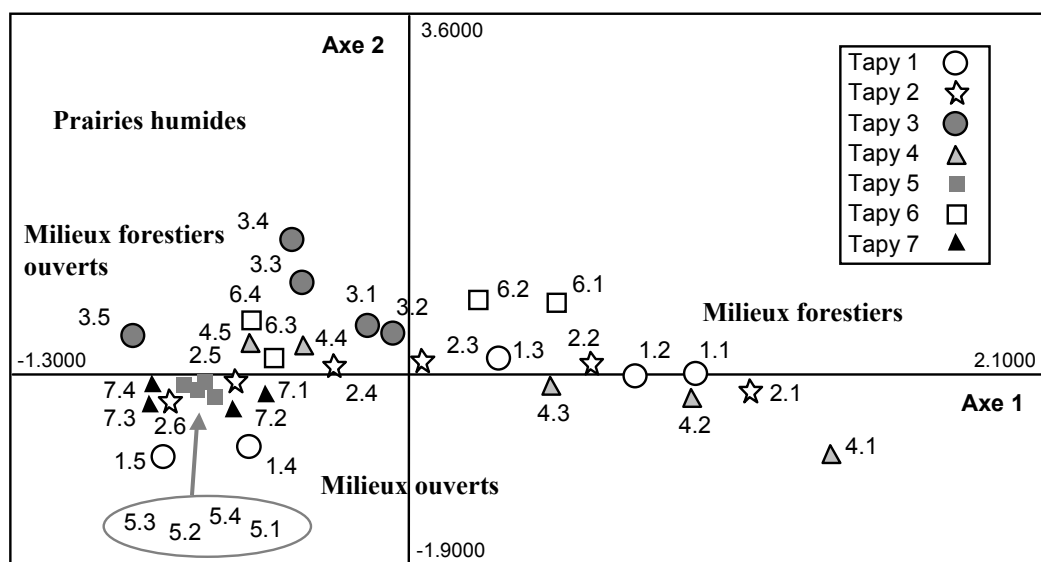 Axe 2
3.6000
Tapy 1
Tapy 2
Tapy 3
Tapy 4
Tapy 5
Tapy 6
Tapy 7
Prairies humides
Milieux forestiers
ouverts
3.4
3.3
3.5
6.4
6.3
4.5
4.4
3.1
3.2
6.2
6.1
Milieux forestiers
-1.3000
2.5
2.4
2.3
1.3
2.2
1.2
1.1
2.1000
Axe 1
7.4
7.3
2.6
7.1
7.2
4.3
4.2
2.1
4.1
1.5
1.4
Milieux ouverts
5.3
5.2
5.4
5.1
-1.9000